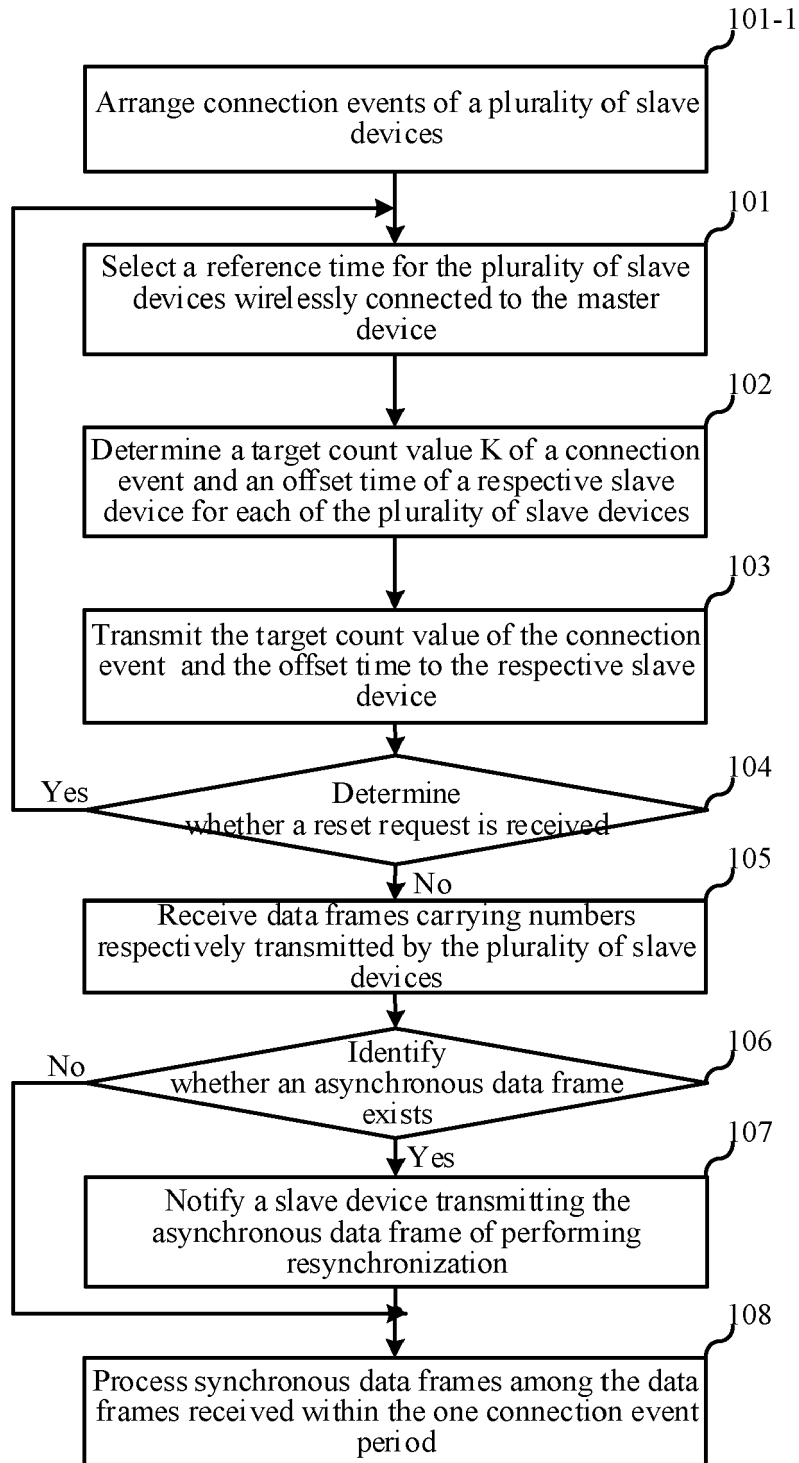 101-1
Arrange connection events of a plurality of slave
devices
101
Select a reference time for the plurality of slave
devices wirelessly connected to the master
device
102
Determine a target count value K of a connection
event and an offset time of a respective slave
device for each of the plurality of slave devices
103
Transmit the target count value of the connection
event and the offset time to the respective slave
device
104
Yes
Determine
whether a reset request is received
No
105
Receive data frames carrying numbers
respectively transmitted by the plurality of slave
devices
106
No
Identify
whether an asynchronous data frame
exists
Yes
107
Notify a slave device transmitting the
asynchronous data frame of performing
resynchronization
108
Process synchronous data frames among the data
frames received within the one connection event
period